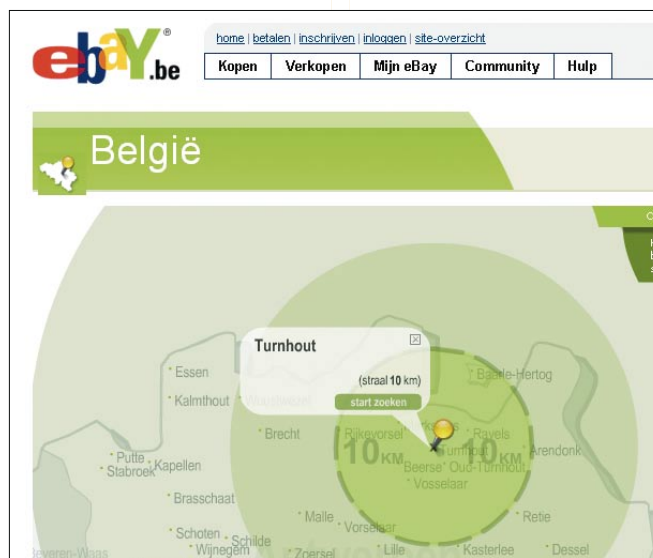 ebaY® .be
home | betalen | inschrijven | inloggen | site-overzicht
Kopen Verkopen Mijn eBay Community Hulp
België
Turnhout
(straal 10 km)
start zoeken
Essen
Baarle-Hertog
Kalmthout
Brecht
Rijkevorsel
Ravels
Putte
Kapellen
Stabroek
10KM
10KM
Turnhout
Arendonk
Beerse
Oud-Turnhout
Vosselaar
Brasschaat
Malle
Vorselaar
Retie
Schoten
Schilde
Wijnegem
Zoersel
Lille
Kasterlee
Dessel